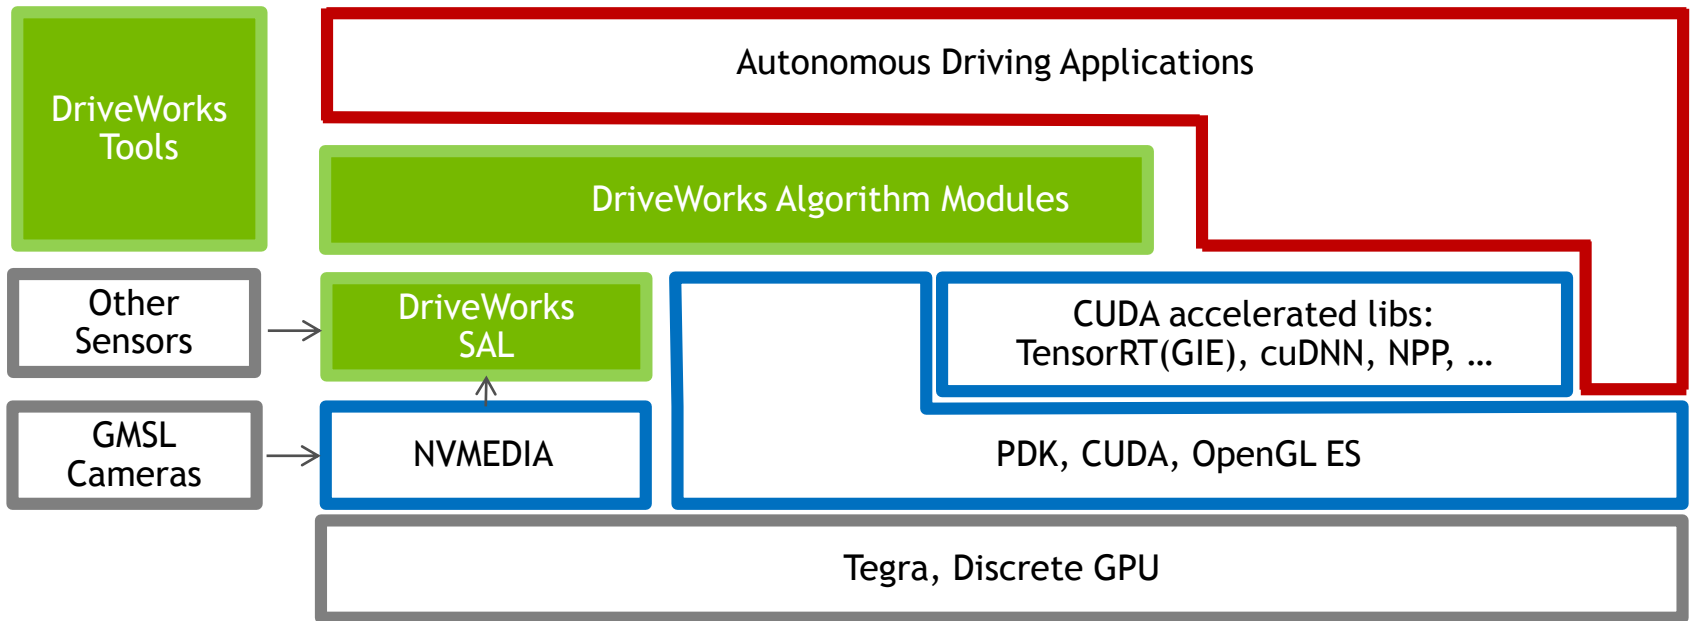 DriveWorks
Tools
Autonomous Driving Applications
DriveWorks Algorithm Modules
Other
Sensors
DriveWorks
SAL
CUDA accelerated libs:
TensorRT(GIE), cuDNN, NPP, …
GMSL
Cameras
NVMEDIA
PDK, CUDA, OpenGL ES
Tegra, Discrete GPU